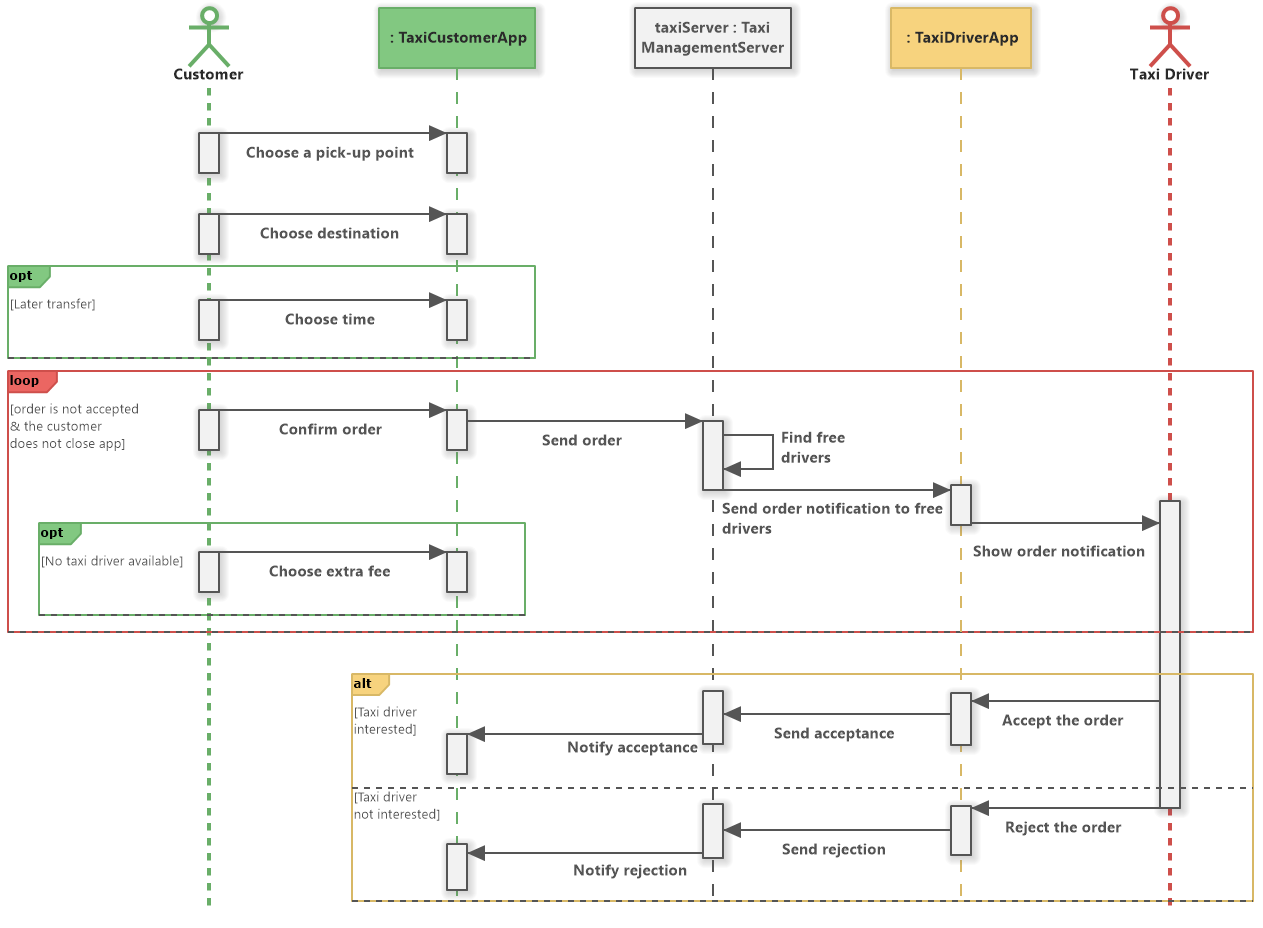 Customer
: TaxiCustomerApp
taxiServer : Taxi
ManagementServer
: TaxiDriverApp
Taxi Driver
Choose a pick-up point
Choose destination
opt
[Later transfer]
Choose time
loop
[order is not accepted
& the customer
does not close app]
Confirm order
Send order
Find free
drivers
Send order notification to free
drivers
Show order notification
opt
[No taxi driver available]
Choose extra fee
alt
[Taxi driver
interested]
Accept the order
Send acceptance
Notify acceptance
[Taxi driver
not interested]
Reject the order
Send rejection
Notify rejection